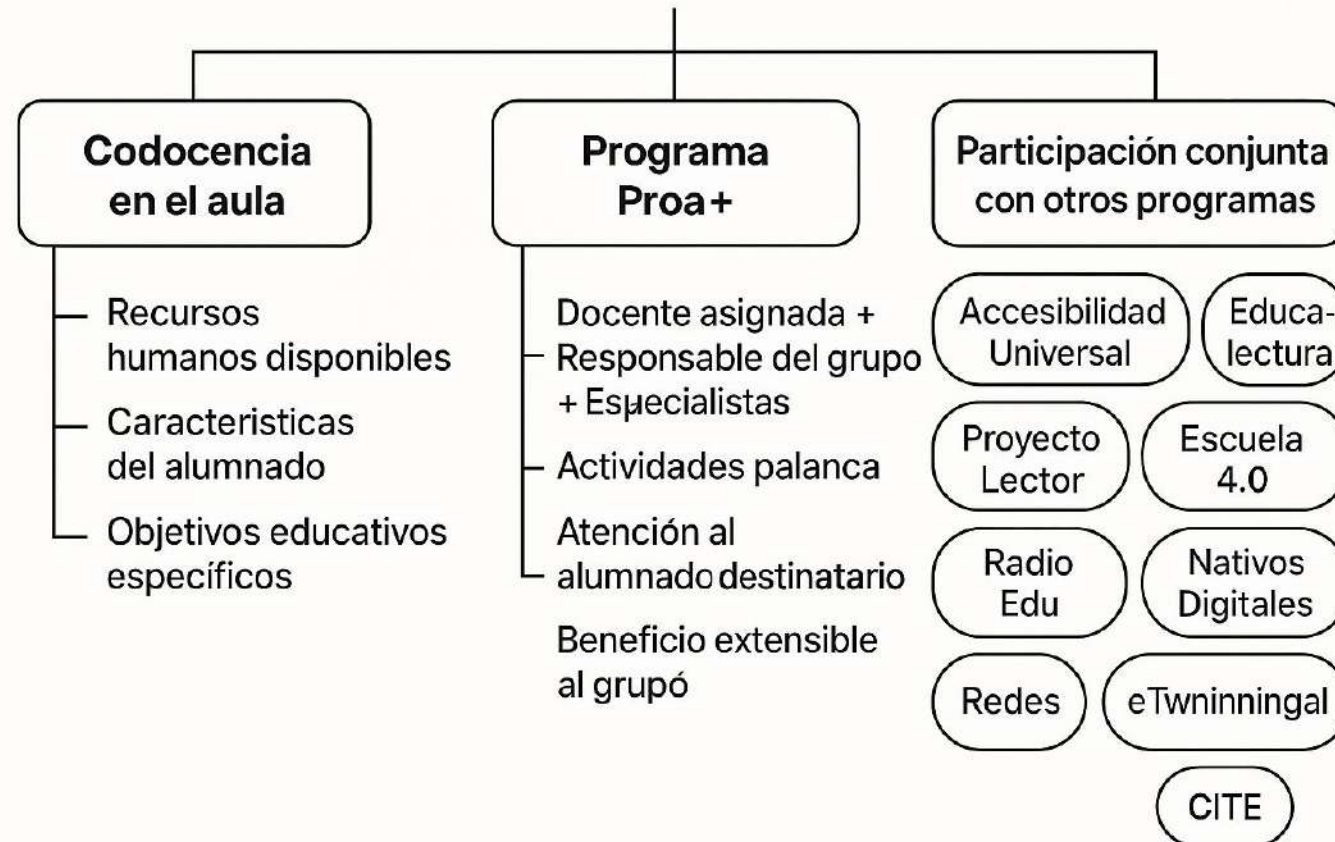 Codocencia
en el aula
Recursos
humanos disponibles
Caracteristicas
del alumnado
Objetivos educativos
específicos
Programa
Proa+
Docente asignada +
Responsable del grupo
+ Especialistas
Actividades palanca
Atención al
alumnado destinatario
Beneficio extensible
al grupó
Participación conjunta
con otros programas
Accesibilidad
Universal
Educa-
lectura
Proyecto
Lector
Escuela
4.0
Radio
Edu
Nativos
Digitales
Redes
eTwninningal
CITE